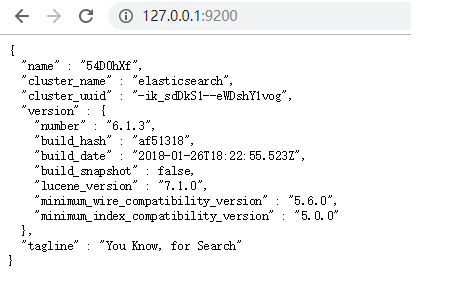 127.0.0.1:9200
{
"name" : "54D0hXf",
"cluster_name" : "elasticsearch",
"cluster_uuid" : "-ik_sdDkS1--eWDshY1vog",
"version" : {
"number" : "6.1.3",
"build_hash" : "af51318",
"build_date" : "2018-01-26T18:22:55.523Z",
"build_snapshot" : false,
"lucene_version" : "7.1.0",
"minimum_wire_compatibility_version" : "5.6.0",
"minimum_index_compatibility_version" : "5.0.0"
},
"tagline" : "You Know, for Search"
}